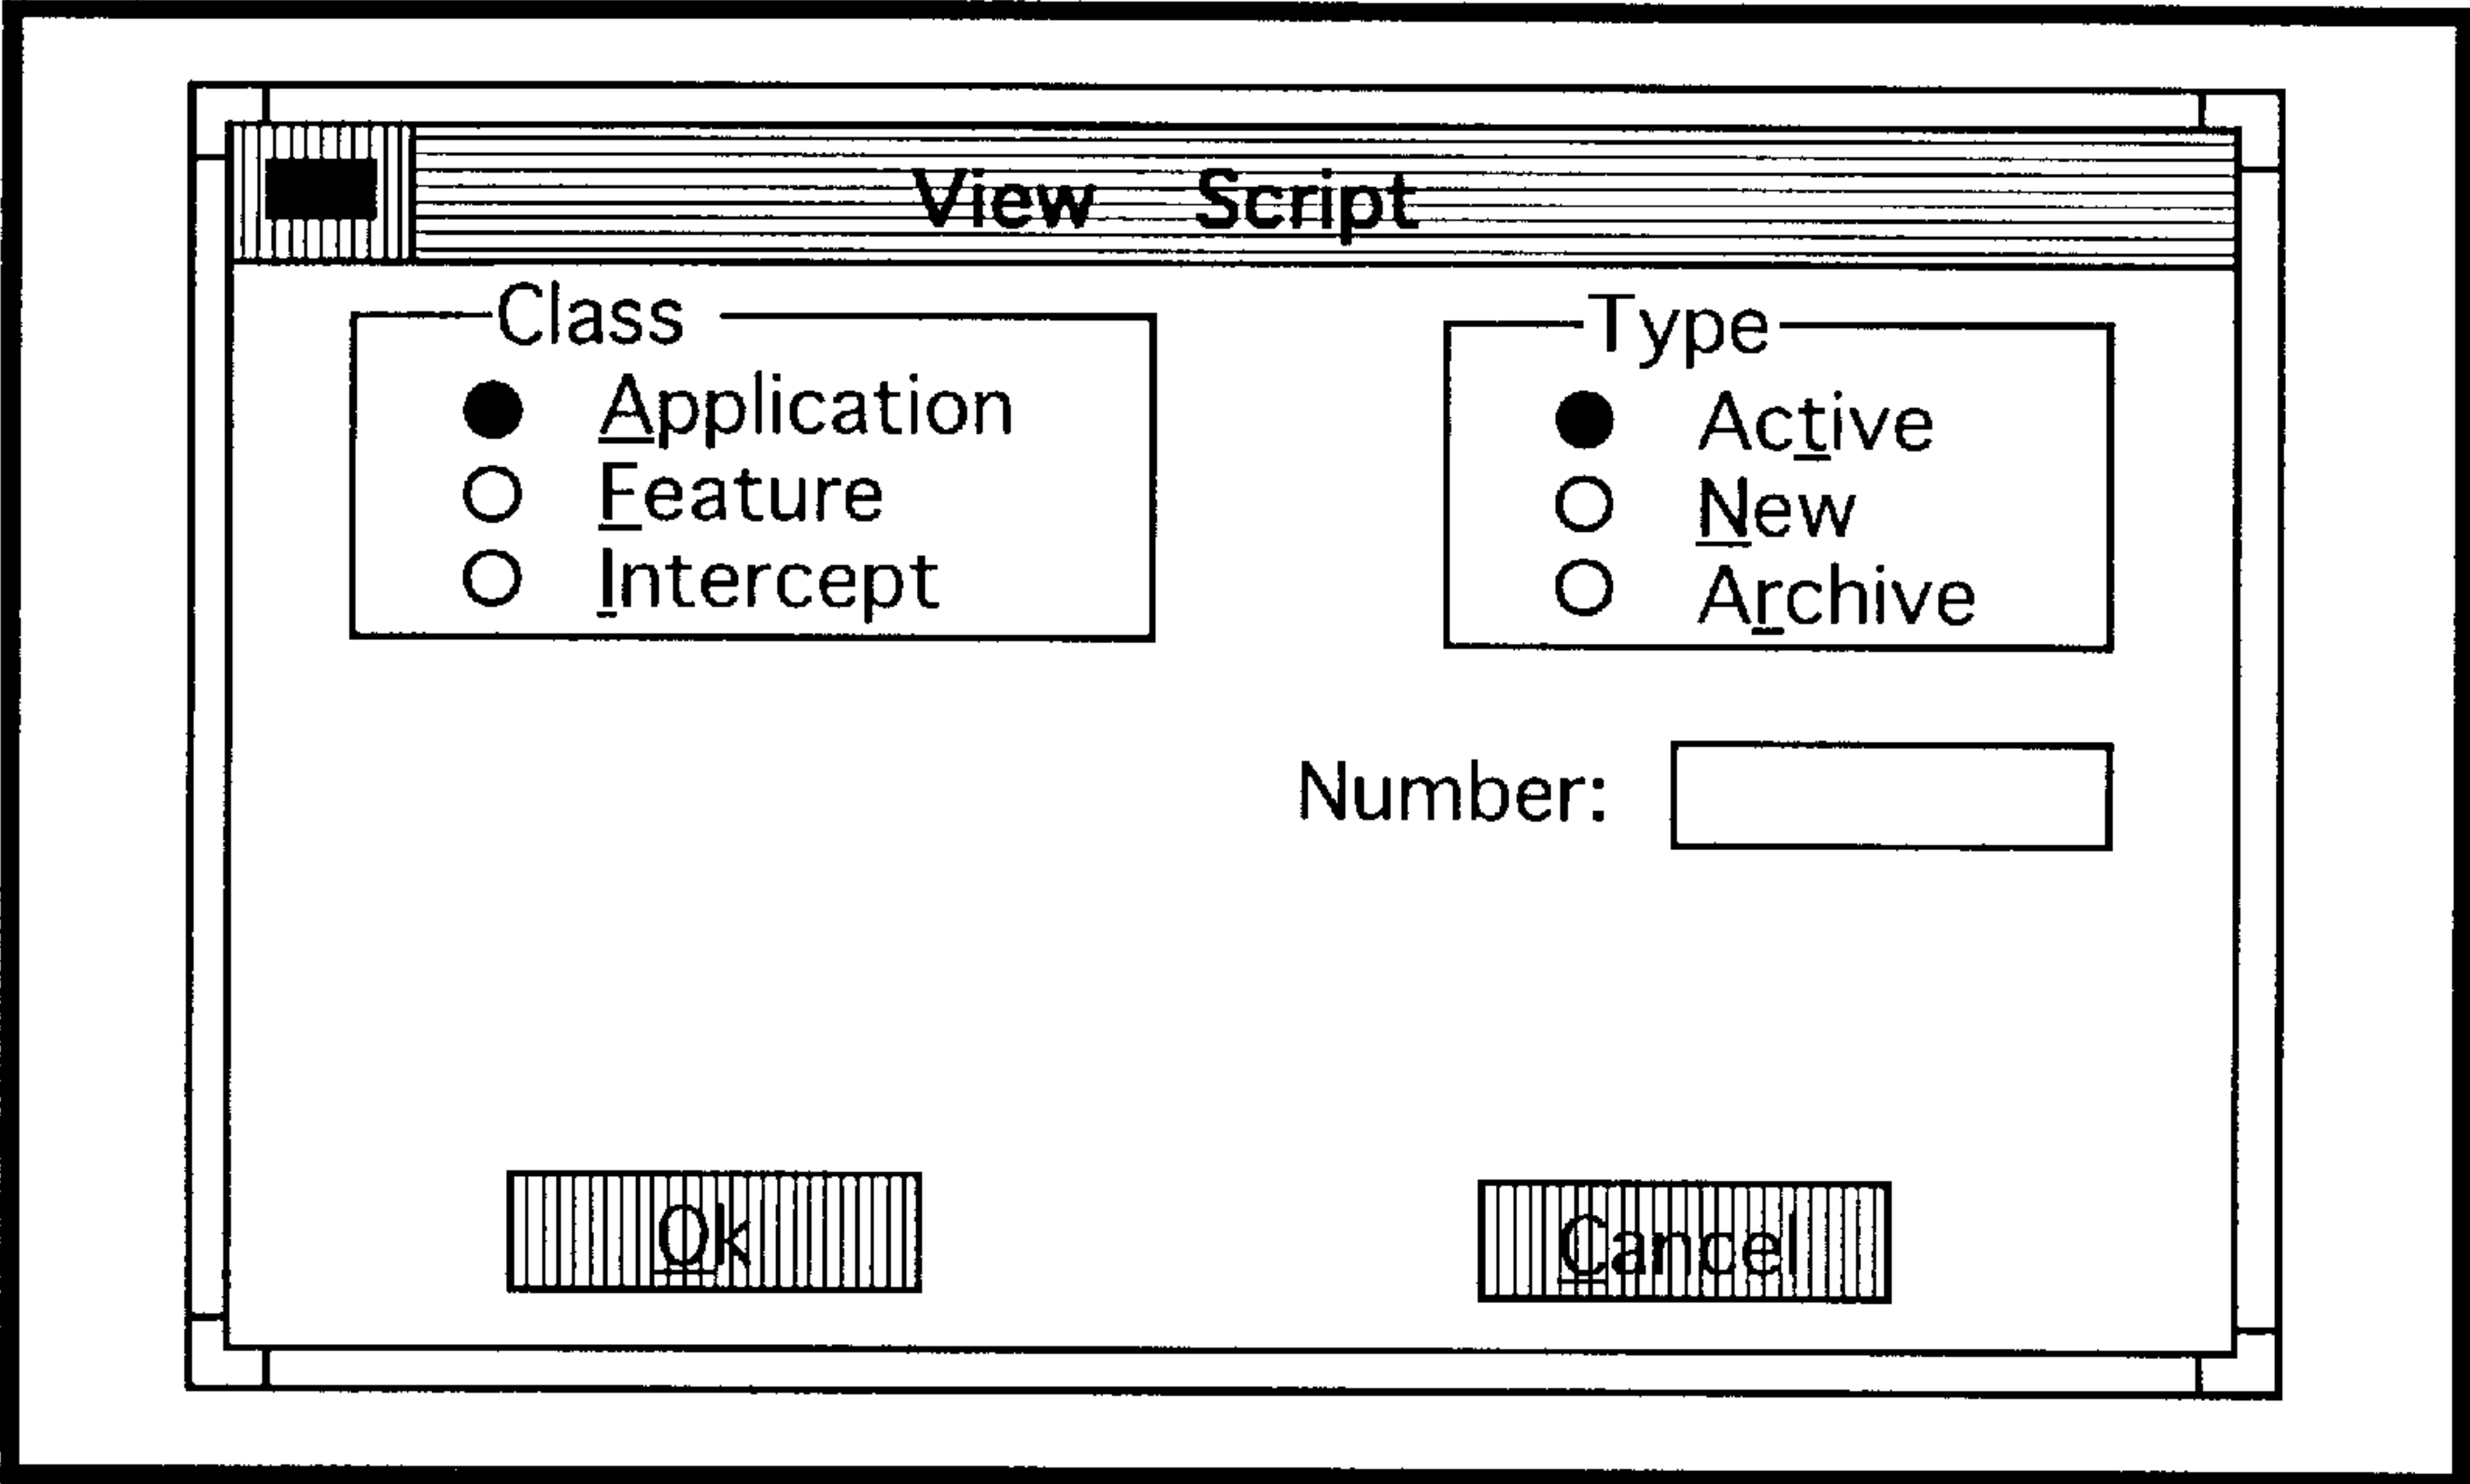 View Script
Class
Application
Feature
Intercept
Type
Active
New
Archive
Number:
Ok
Cancel